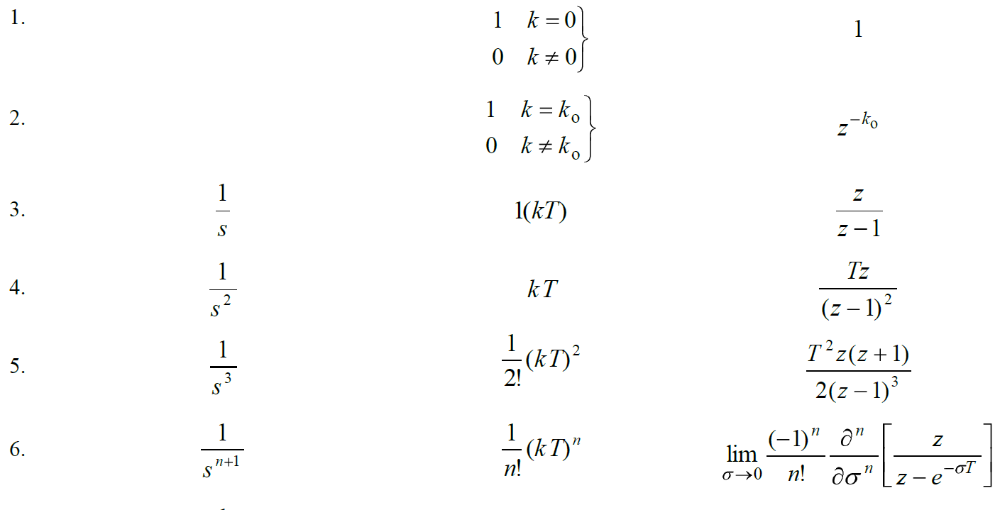 1. 1 k = 0 } 1
0 k ≠ 0
2. 1 k = k₀ } z^{-k₀}
0 k ≠ k₀
3. 1/s 1(kT) z/(z − 1)
4. 1/s² kT Tz/(z − 1)²
5. 1/s³ 1/2! (kT)² T²z(z + 1)/2(z − 1)³
6. 1/s^{n+1} 1/n! (kT)ⁿ lim σ→0 (−1)ⁿ/n! ∂ⁿ/∂σⁿ [z/(z − e^{−σT})]